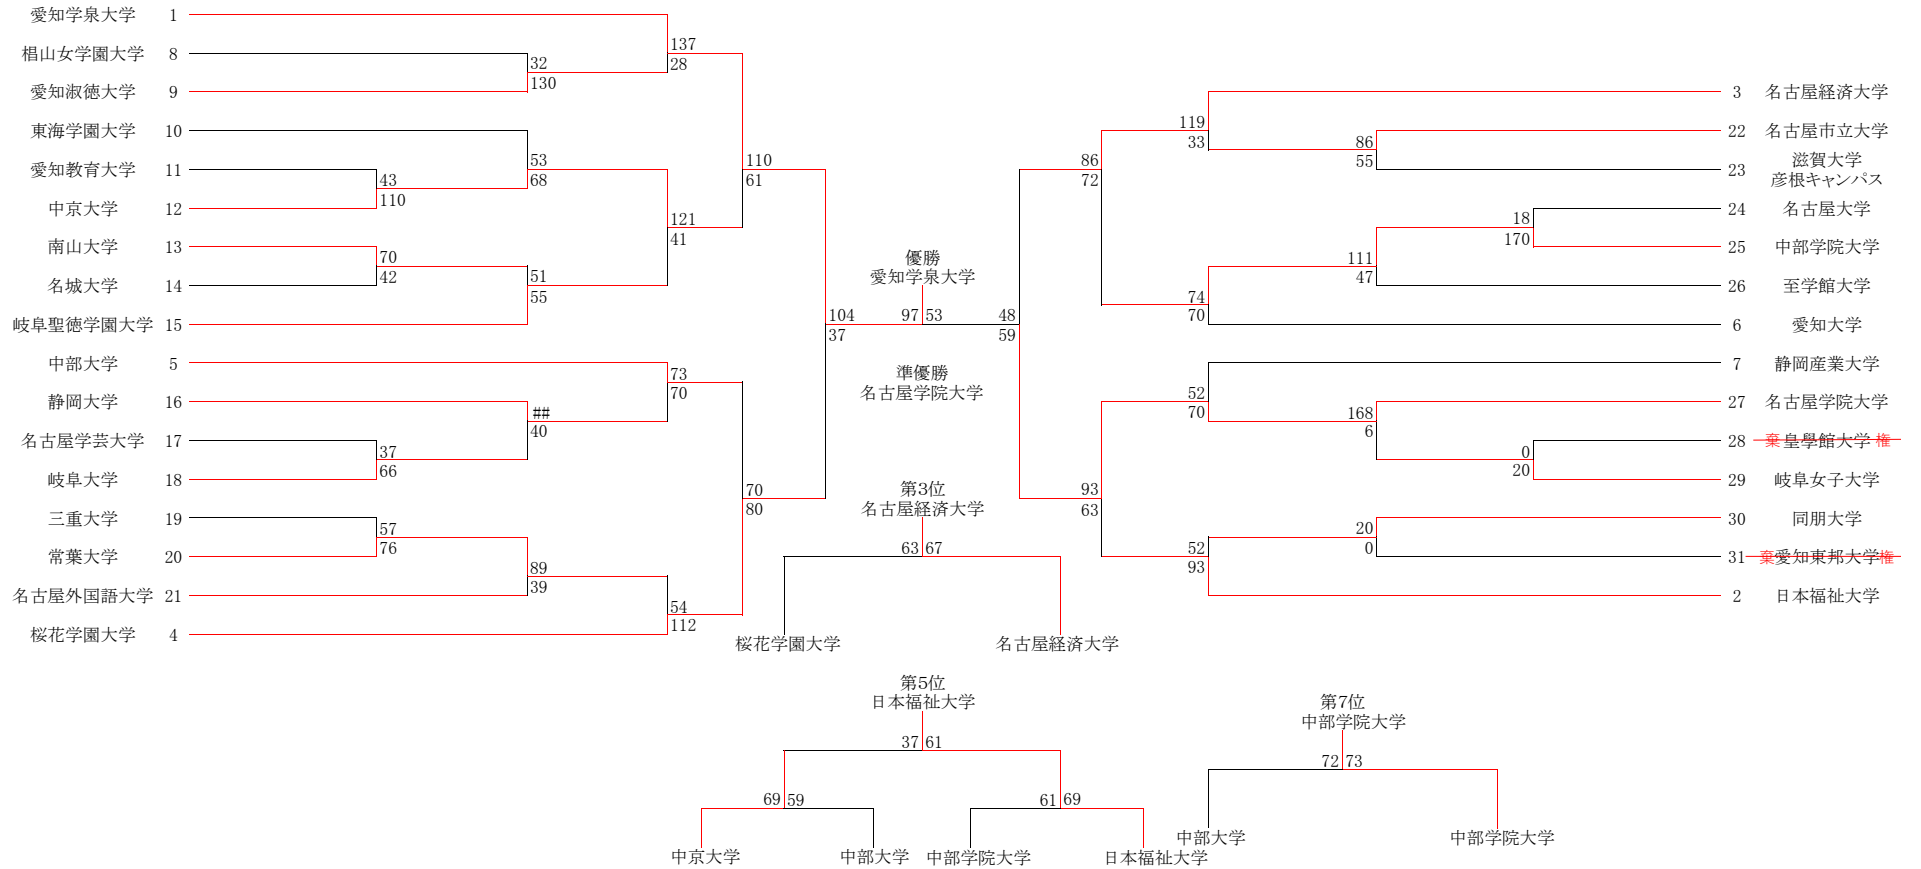 愛知学泉大学 1
椙山女学園大学 8
愛知淑徳大学 9
東海学園大学 10
愛知教育大学 11
中京大学 12
南山大学 13
名城大学 14
岐阜聖徳学園大学 15
中部大学 5
静岡大学 16
名古屋学芸大学 17
岐阜大学 18
三重大学 19
常葉大学 20
名古屋外国語大学 21
桜花学園大学 4
43
110
70
42
37
66
57
76
32
130
53
68
51
55
##
40
89
39
137
28
121
41
73
70
54
112
110
61
70
80
104
37
優勝
愛知学泉大学
97 53
準優勝
名古屋学院大学
48
59
86
72
93
63
119
33
74
70
52
70
52
93
86
55
111
47
168
6
20
0
18
170
0
20
3 名古屋経済大学
22 名古屋市立大学
23 滋賀大学
彦根キャンパス
24 名古屋大学
25 中部学院大学
26 至学館大学
6 愛知大学
7 静岡産業大学
27 名古屋学院大学
28 棄 皇學館大学 権
29 岐阜女子大学
30 同朋大学
31 棄愛知東邦大学権
2 日本福祉大学
第3位
名古屋経済大学
63 67
桜花学園大学 名古屋経済大学
第5位
日本福祉大学
37 61
69 59
61 69
中京大学 中部大学 中部学院大学 日本福祉大学
第7位
中部学院大学
72 73
中部大学 中部学院大学